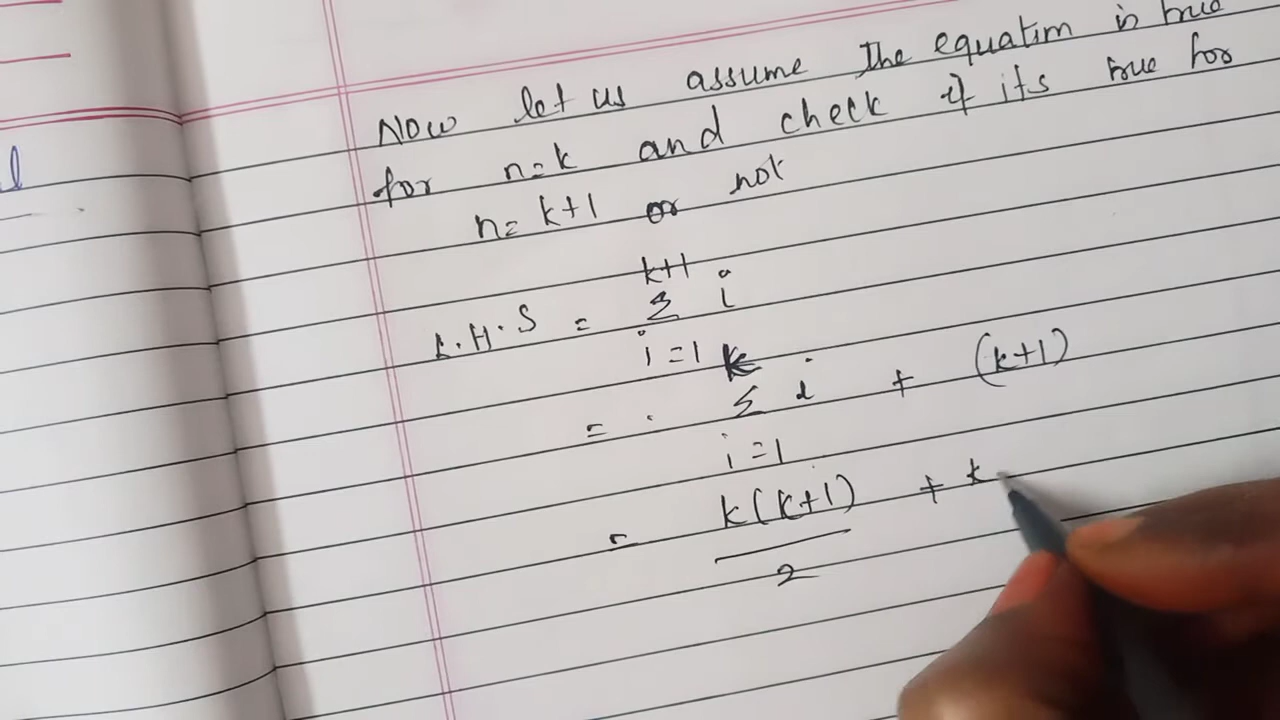 Now let us assume The equation is true
for n=k and check if its true for
n= k+1 or not
k+1
L.H.S = Σ i
i=1
k
= Σ i + (k+1)
i=1
= k(k+1) + k
2